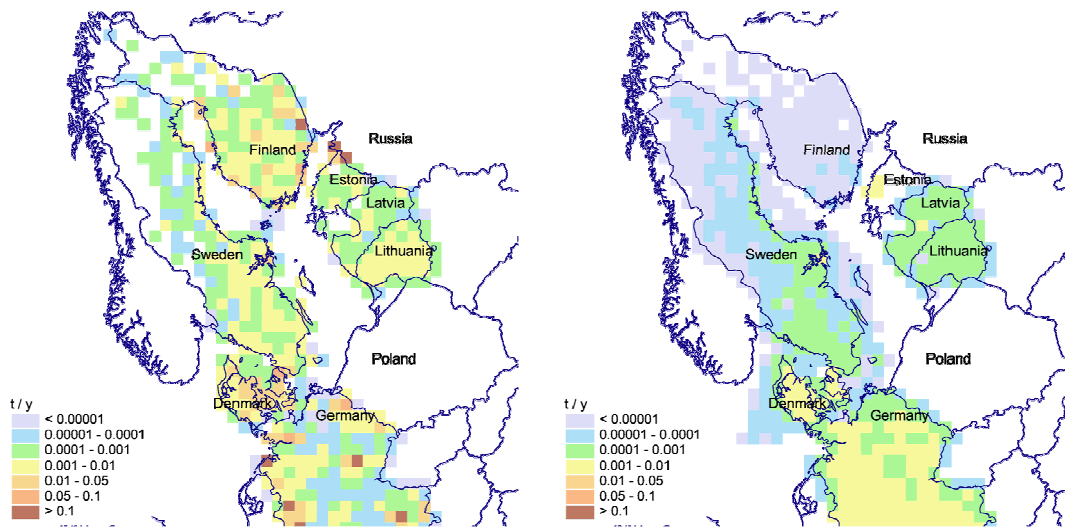 Russia
Finland
Estonia
Latvia
Lithuania
Sweden
Poland
Denmark
Germany
t / y
< 0.00001
0.00001 - 0.0001
0.0001 - 0.001
0.001 - 0.01
0.01 - 0.05
0.05 - 0.1
> 0.1
Russia
Finland
Estonia
Latvia
Lithuania
Sweden
Poland
Denmark
Germany
t / y
< 0.00001
0.00001 - 0.0001
0.0001 - 0.001
0.001 - 0.01
0.01 - 0.05
0.05 - 0.1
> 0.1